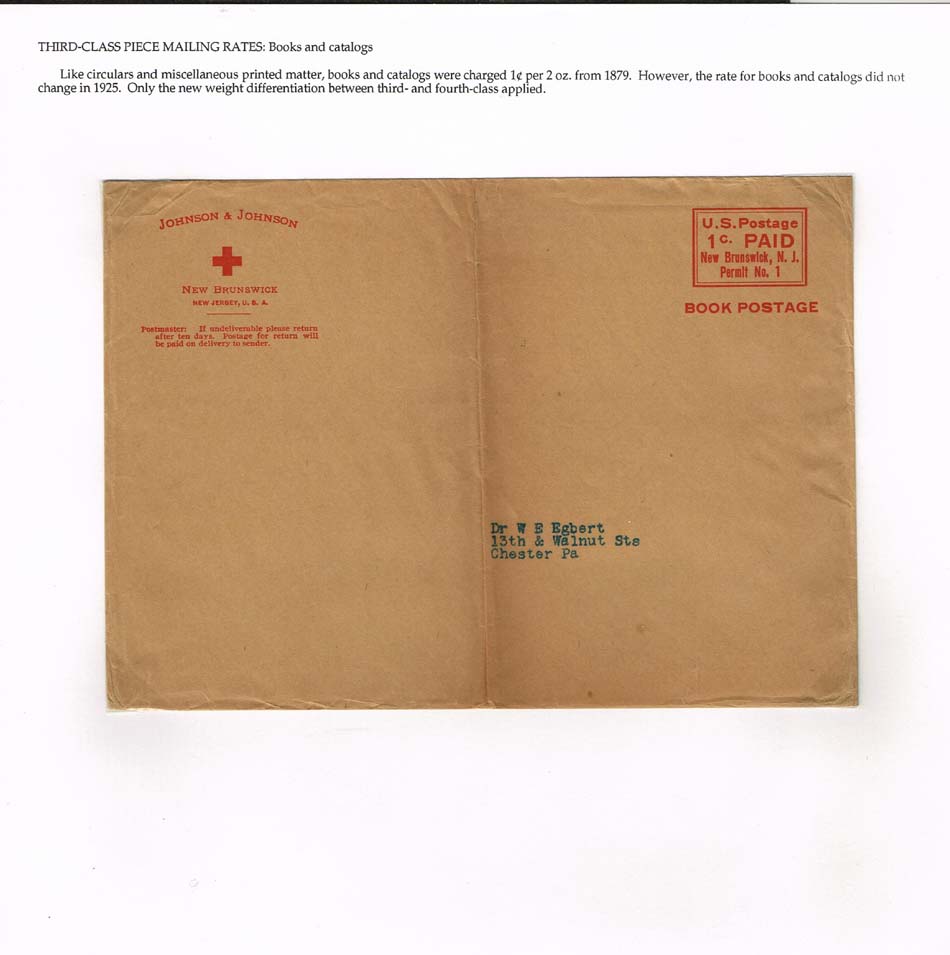 THIRD-CLASS PIECE MAILING RATES: Books and catalogs
Like circulars and miscellaneous printed matter, books and catalogs were charged 1¢ per 2 oz. from 1879. However, the rate for books and catalogs did not
change in 1925. Only the new weight differentiation between third- and fourth-class applied.
JOHNSON & JOHNSON
NEW BRUNSWICK
NEW JERSEY, U. S. A.
Postmaster: If undeliverable please return
after ten days. Postage for return will
be paid on delivery to sender.
U.S.Postage
1c. PAID
New Brunswick, N. J.
Permit No. 1
BOOK POSTAGE
Dr W E Egbert
13th & Walnut Sts
Chester Pa